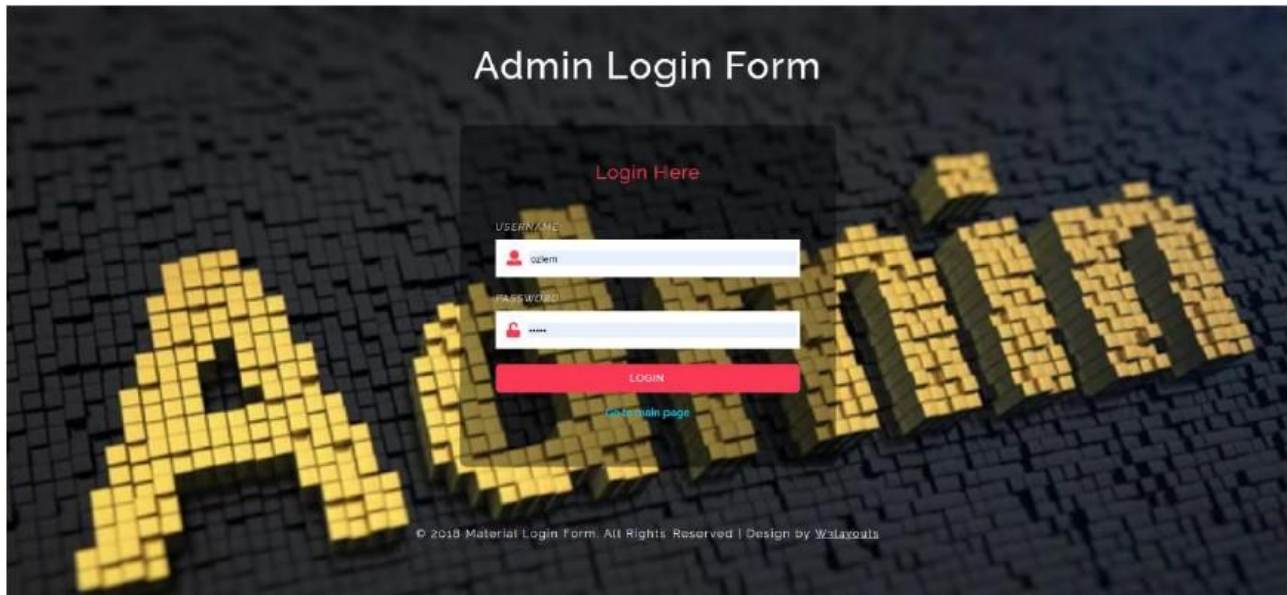 Admin Login Form
Login Here
USERNAME
ozlem
PASSWORD
•••••
LOGIN
Go to main page
© 2018 Material Login Form. All Rights Reserved | Design by W3layouts
Admin